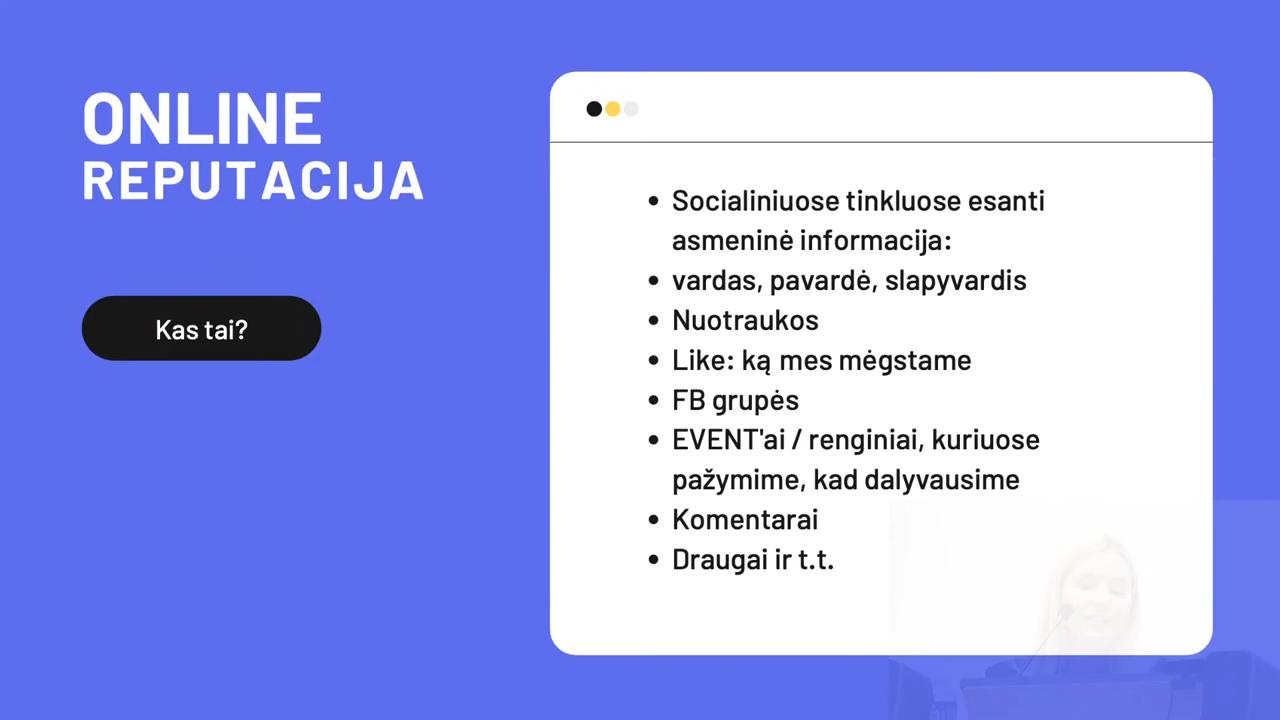 ONLINE
REPUTACIJA
Kas tai?
• Socialiniuose tinkluose esanti
asmeninė informacija:
• vardas, pavardė, slapyvardis
• Nuotraukos
• Like: ką mes mėgstame
• FB grupės
• EVENT'ai / renginiai, kuriuose
pažymime, kad dalyvausime
• Komentarai
• Draugai ir t.t.